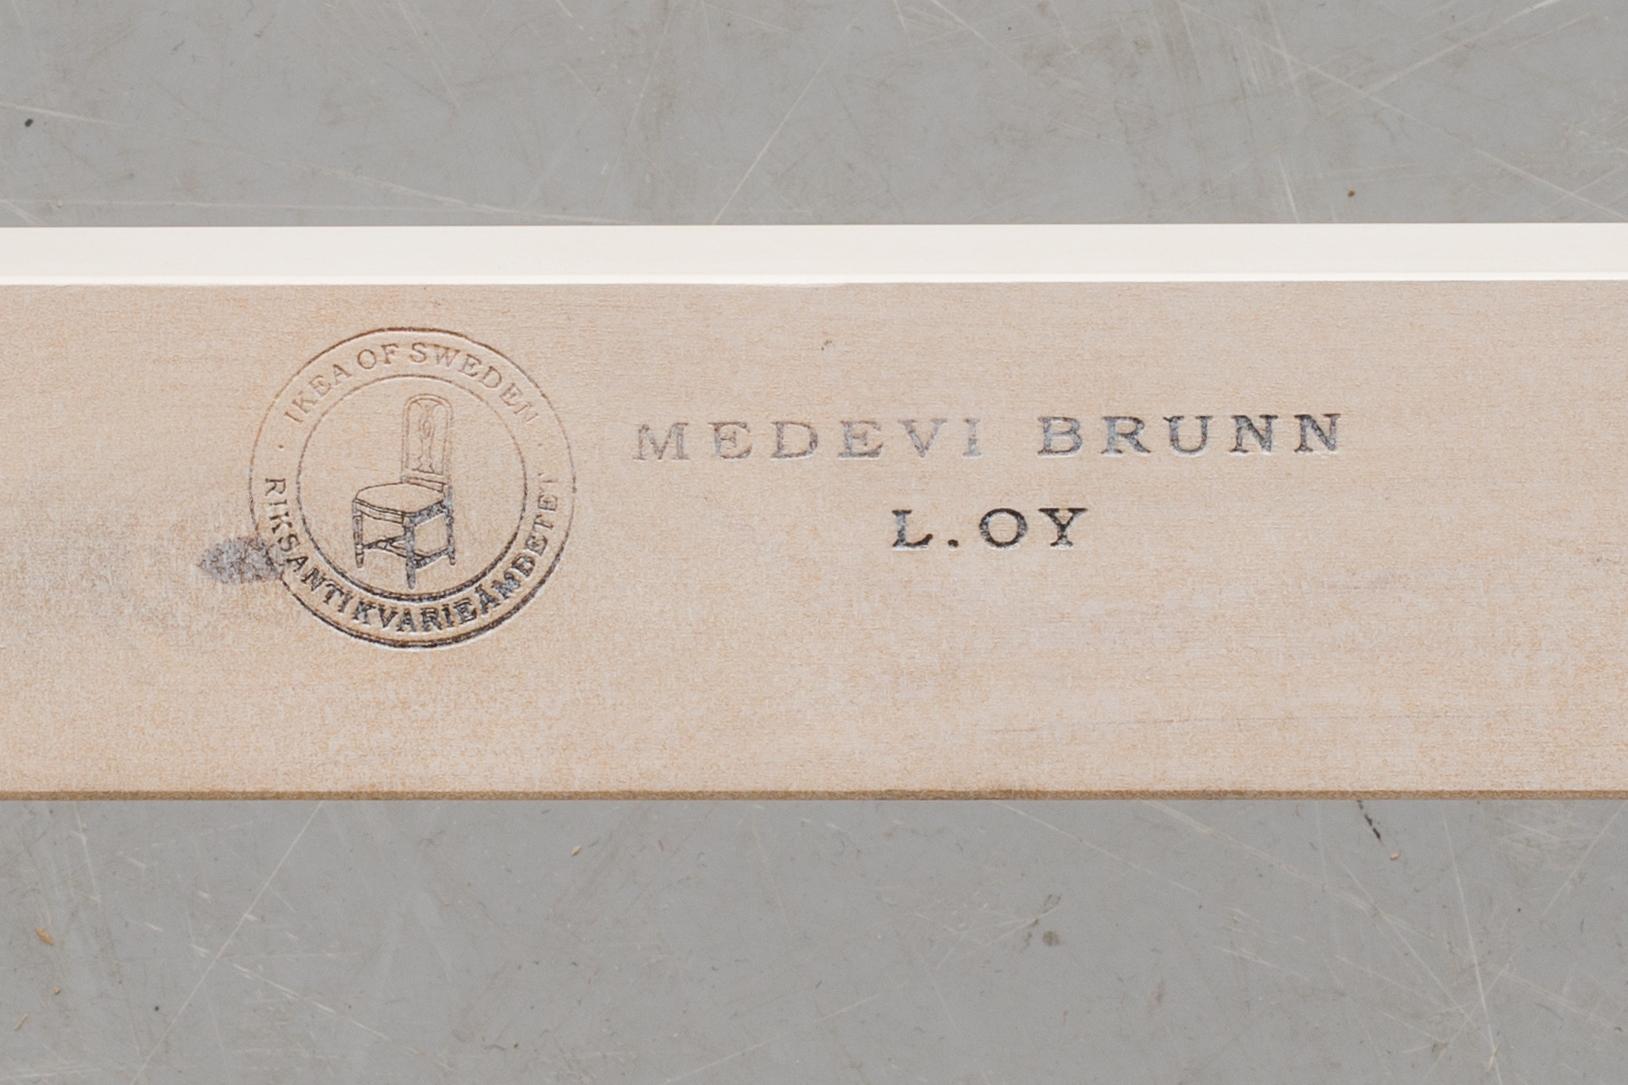 IKEA OF SWEDEN
RIKSANTIKVARIEÄMBETET
MEDEVI BRUNN
L.OY